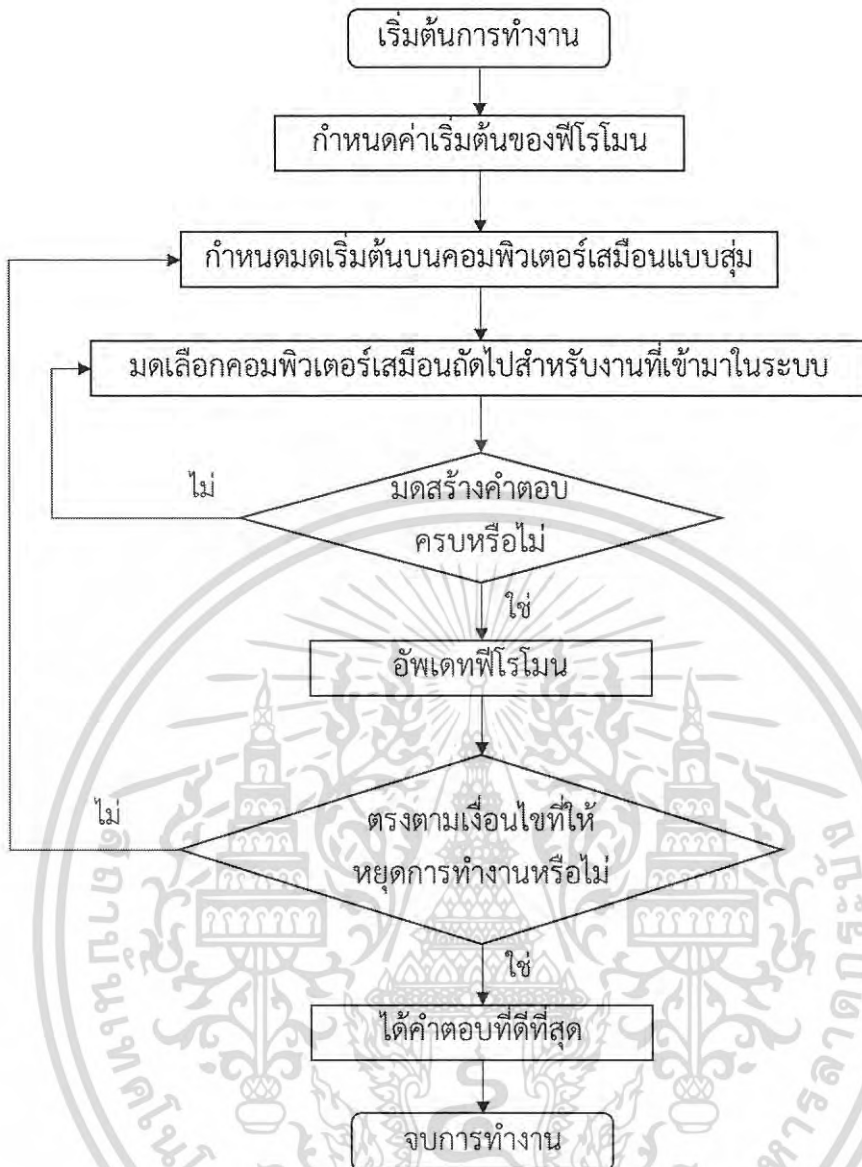 เริ่มต้นการทำงาน
กำหนดค่าเริ่มต้นของฟีโรโมน
กำหนดมดเริ่มต้นบนคอมพิวเตอร์เสมือนแบบสุ่ม
มดเลือกคอมพิวเตอร์เสมือนถัดไปสำหรับงานที่เข้ามาในระบบ
ไม่
มดสร้างคำตอบ
ครบหรือไม่
ใช่
อัพเดทฟีโรโมน
ไม่
ตรงตามเงื่อนไขที่ให้
หยุดการทำงานหรือไม่
ใช่
ได้คำตอบที่ดีที่สุด
จบการทำงาน